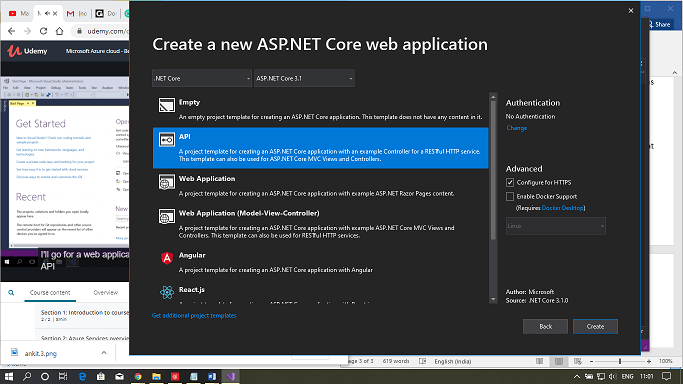 M (Inc
G Do
udemy.com/c
Udemy
Microsoft Azure cloud - Be
Get Started
Recent
I'll go for a web applica
API
Course content
Overview
Section 1: Introduction to course
2 / 2 | 5min
Section 2: Azure Services overview
ankit.3.png
Create a new ASP.NET Core web application
.NET Core
ASP.NET Core 3.1
Empty
An empty project template for creating an ASP.NET Core application. This template does not have any content in it.
API
A project template for creating an ASP.NET Core application with an example Controller for a RESTful HTTP service.
This template can also be used for ASP.NET Core MVC Views and Controllers.
Web Application
A project template for creating an ASP.NET Core application with example ASP.NET Razor Pages content.
Web Application (Model-View-Controller)
A project template for creating an ASP.NET Core application with example ASP.NET Core MVC Views and
Controllers. This template can also be used for RESTful HTTP services.
Angular
A project template for creating an ASP.NET Core application with Angular
React.js
Get additional project templates
Authentication
No Authentication
Change
Advanced
Configure for HTTPS
Enable Docker Support
(Requires Docker Desktop)
Linux
Author: Microsoft
Source: .NET Core 3.1.0
Back
Create
Share
Page 3 of 3
619 words
English (India)
100%
ENG
11:01